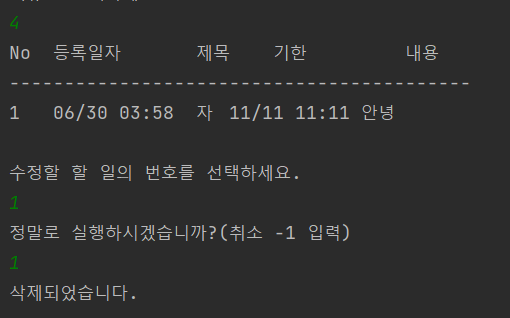 4
No 등록일자 제목 기한 내용
------------------------------------------
1 06/30 03:58 자 11/11 11:11 안녕
수정할 할 일의 번호를 선택하세요.
1
정말로 실행하시겠습니까?(취소 -1 입력)
1
삭제되었습니다.